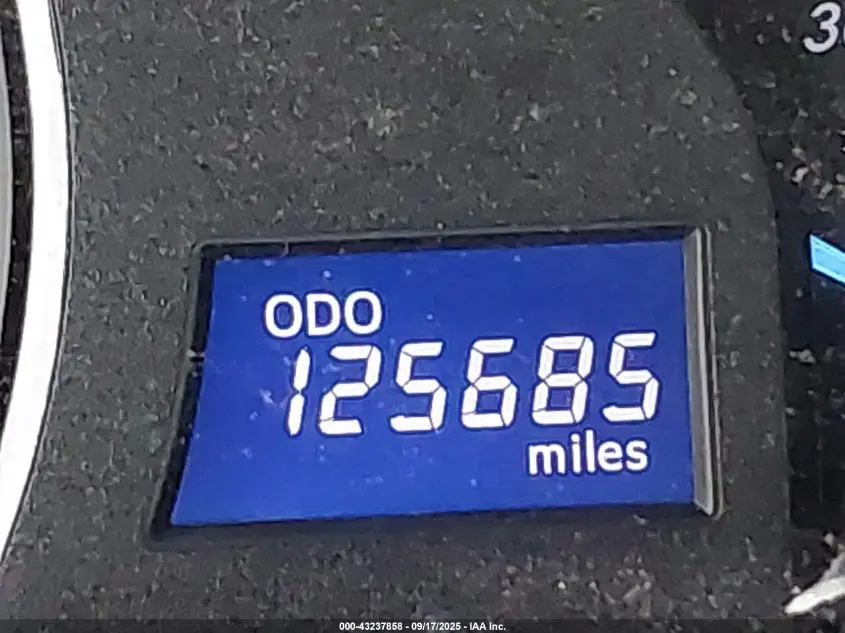 ODO
125685
miles
000-43237858 - 09/17/2025 - IAA Inc.